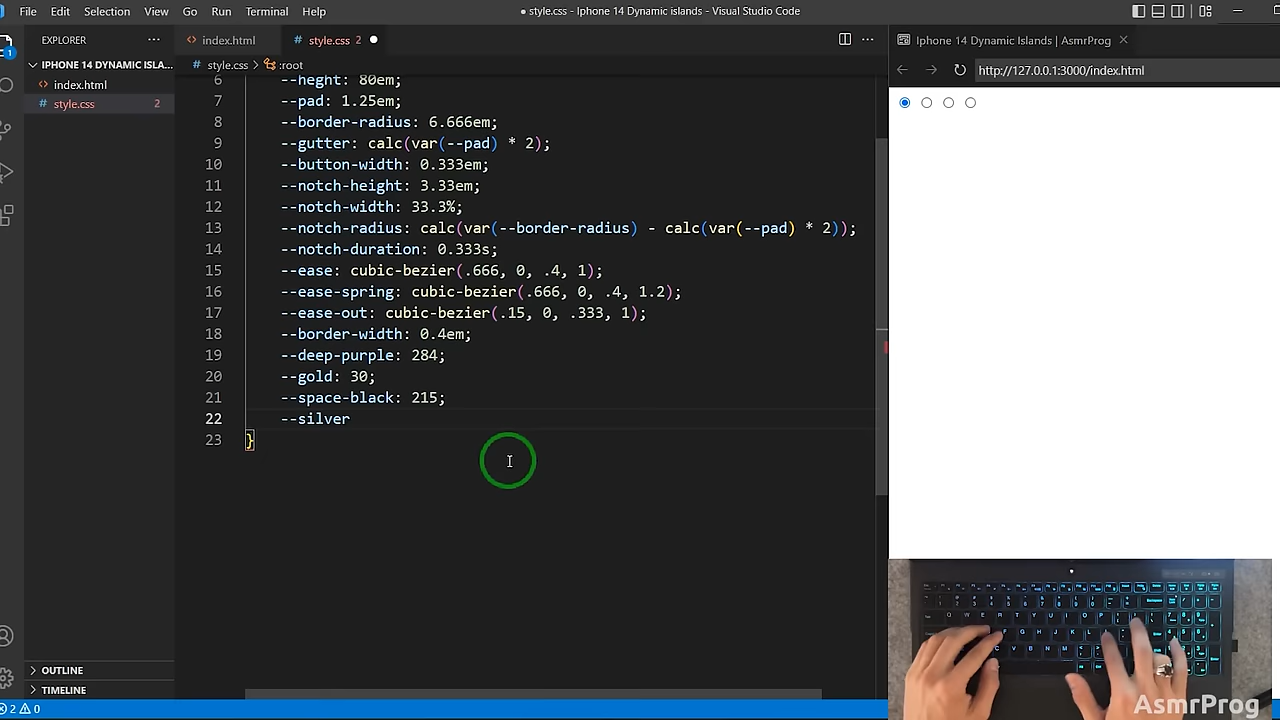 File Edit Selection View Go Run Terminal Help
● style.css - Iphone 14 Dynamic islands - Visual Studio Code
EXPLORER ···
index.html
style.css 2
Iphone 14 Dynamic Islands | AsmrProg
IPHONE 14 DYNAMIC ISLA...
style.css > :root
http://127.0.0.1:3000/index.html
1
index.html
style.css 2
6 --heght: 80em;
7 --pad: 1.25em;
8 --border-radius: 6.666em;
9 --gutter: calc(var(--pad) * 2);
10 --button-width: 0.333em;
11 --notch-height: 3.33em;
12 --notch-width: 33.3%;
13 --notch-radius: calc(var(--border-radius) - calc(var(--pad) * 2));
14 --notch-duration: 0.333s;
15 --ease: cubic-bezier(.666, 0, .4, 1);
16 --ease-spring: cubic-bezier(.666, 0, .4, 1.2);
17 --ease-out: cubic-bezier(.15, 0, .333, 1);
18 --border-width: 0.4em;
19 --deep-purple: 284;
20 --gold: 30;
21 --space-black: 215;
22 --silver
23 }
OUTLINE
TIMELINE
2 0
AsmrProg